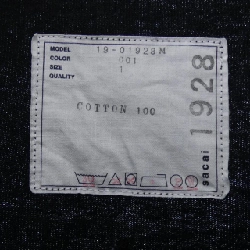 MODEL 19-01928M
COLOR 001
SIZE 1
QUALITY
COTTON 100
1928
sacai